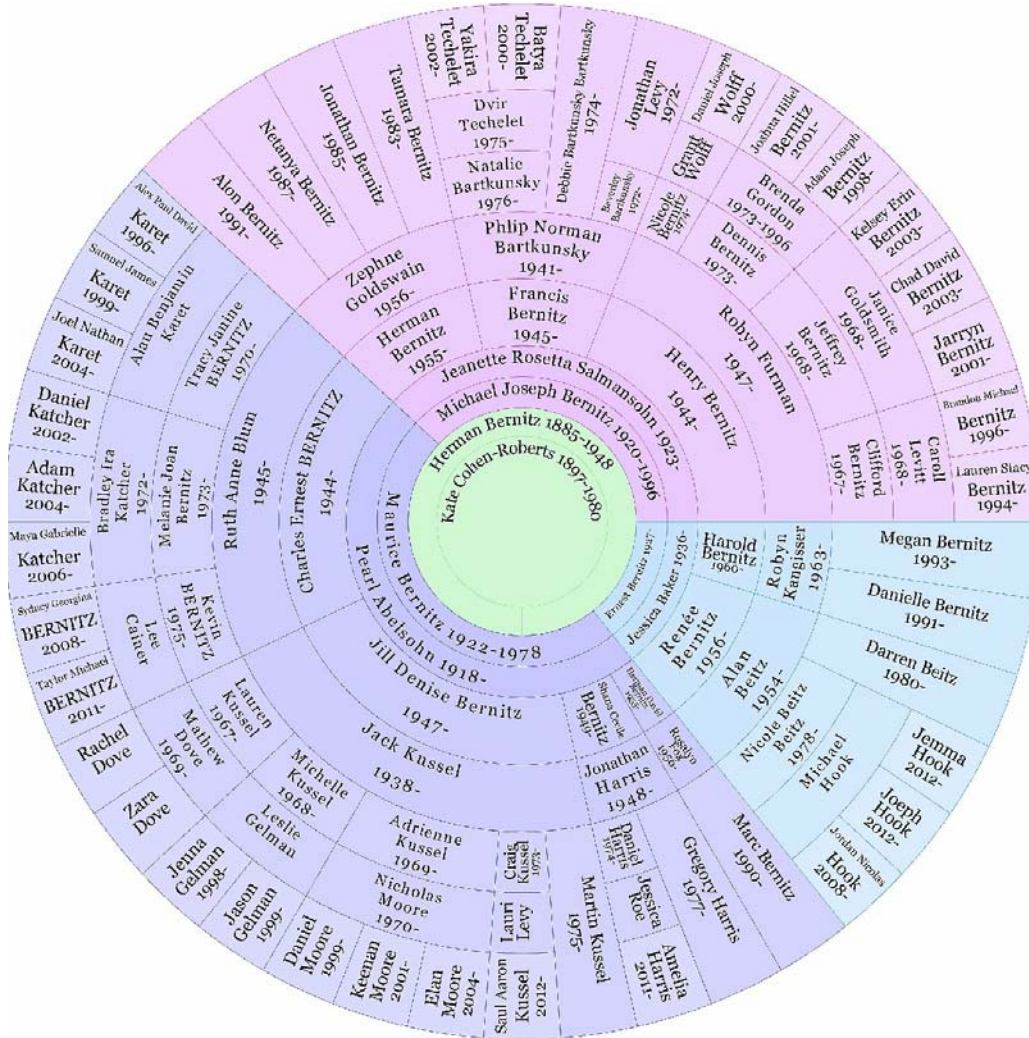 Herman Bernitz 1885-1948
Kate Cohen-Roberts 1897-1980
Michael Joseph Bernitz 1920-1996
Jeanette Rosetta Salmansohn 1923-
Herman
Bernitz
1955-
Zephne
Goldswain
1956-
Alon Bernitz
1991-
Netanya Bernitz
1987-
Jonathan Bernitz
1985-
Tamara Bernitz
1983-
Francis
Bernitz
1945-
Phlip Norman
Bartkunsky
1941-
Natalie
Bartkunsky
1976-
Dvir
Techelet
1975-
Yakira
Techelet
2002-
Batya
Techelet
2000-
Debbie Bartkunsky Bartkunsky
1974-
Beverley
Bartkunsky
1972-
Jonathan
Levy
1972-
Henry Bernitz
1944-
Robyn Furman
1947-
Nicole
Bernitz
1974-
Grant
Wolff
Daniel Joseph
Wolff
2000-
Dennis
Bernitz
1973-
Brenda
Gordon
1973-1996
Joshua Hillel
Bernitz
2001-
Adam Joseph
Bernitz
1998-
Jeffrey
Bernitz
1968-
Janice
Goldsmith
1968-
Kelsey Erin
Bernitz
2003-
Chad David
Bernitz
2003-
Jarryn
Bernitz
2001-
Clifford
Bernitz
1967-
Caroll
Levitt
1968-
Brandon Michael
Bernitz
1996-
Lauren Stacy
Bernitz
1994-
Ernest Bernitz 1927-
Jessica Baker 1936-
Harold
Bernitz
1960-
Robyn
Kangisser
1963-
Megan Bernitz
1993-
Danielle Bernitz
1991-
Renée
Bernitz
1956-
Alan
Beitz
1954-
Darren Beitz
1980-
Nicole Beitz
Beitz
1978-
Michael
Hook
Jemma
Hook
2012-
Joeph
Hook
2012-
Jordan Nicolas
Hook
2008-
Maurice Bernitz 1922-1978
Pearl Abelsohn 1918-
Rosslyn
Fog
Marc Bernitz
1990-
Shana Cecile
Bernitz
1949-
Jonathan
Harris
1948-
Gregory Harris
1977-
Daniel
Harris
1974-
Jessica
Roe
Amelia
Harris
2011-
Jill Denise Bernitz
1947-
Jack Kussel
1938-
Martin Kussel
1975-
Craig
Kussel
1973-
Lauri
Levy
Saul Aaron
Kussel
2012-
Adrienne
Kussel
1969-
Nicholas
Moore
1970-
Elan
Moore
2004-
Keenan
Moore
2001-
Daniel
Moore
1999-
Michelle
Kussel
1968-
Leslie
Gelman
Jason
Gelman
1999-
Jenna
Gelman
1998-
Lauren
Kussel
1967-
Mathew
Dove
1969-
Zara
Dove
Rachel
Dove
Charles Ernest BERNITZ
1944-
Ruth Anne Blum
1945-
Kevin
BERNITZ
1975-
Lee
Cainer
Taylor Michael
BERNITZ
2011-
Sydney Georgina
BERNITZ
2008-
Melanie Joan
Bernitz
1973-
Bradley Ira
Katcher
1972-
Maya Gabrielle
Katcher
2006-
Adam
Katcher
2004-
Daniel
Katcher
2002-
Tracy Janine
BERNITZ
1970-
Alan Benjamin
Karet
Joel Nathan
Karet
2004-
Samuel James
Karet
1999-
Alex Paul David
Karet
1996-